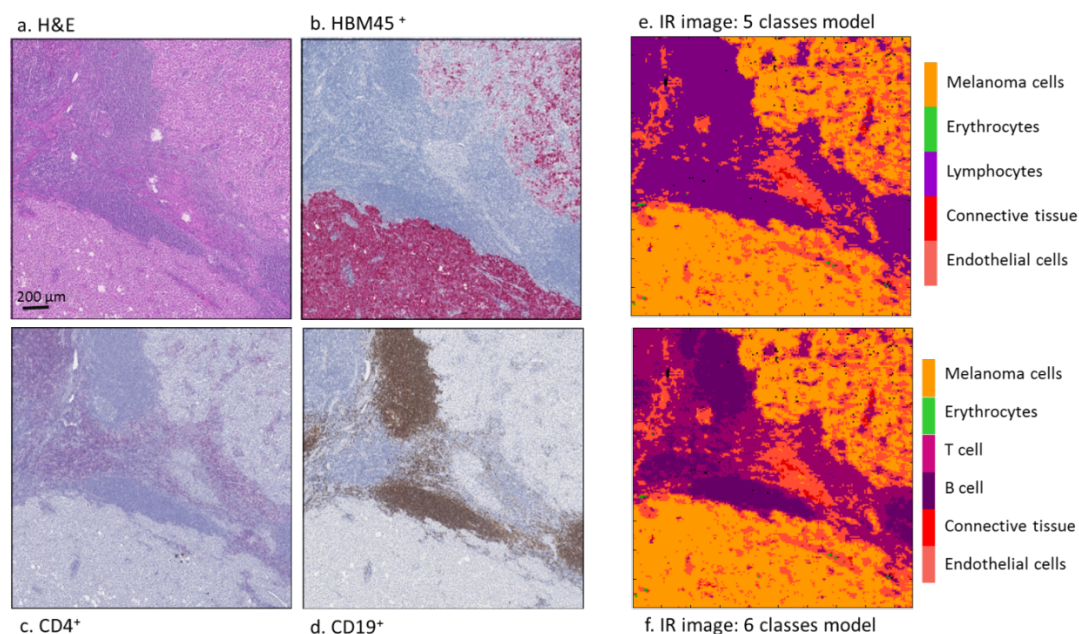 a. H&E
b. HBM45 +
e. IR image: 5 classes model
Melanoma cells
Erythrocytes
Lymphocytes
Connective tissue
Endothelial cells
200 µm
Melanoma cells
Erythrocytes
T cell
B cell
Connective tissue
Endothelial cells
c. CD4+
d. CD19+
f. IR image: 6 classes model